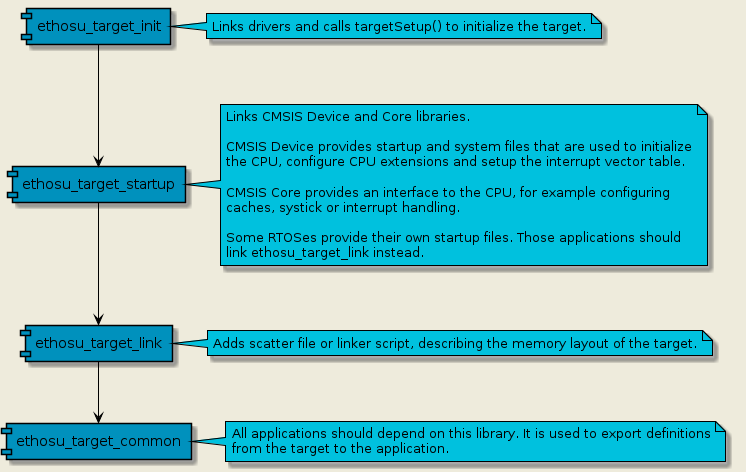 ethosu_target_init
Links drivers and calls targetSetup() to initialize the target.
Links CMSIS Device and Core libraries.
CMSIS Device provides startup and system files that are used to initialize
the CPU, configure CPU extensions and setup the interrupt vector table.
ethosu_target_startup
CMSIS Core provides an interface to the CPU, for example configuring
caches, systick or interrupt handling.
Some RTOSes provide their own startup files. Those applications should
link ethosu_target_link instead.
ethosu_target_link
Adds scatter file or linker script, describing the memory layout of the target.
ethosu_target_common
All applications should depend on this library. It is used to export definitions
from the target to the application.